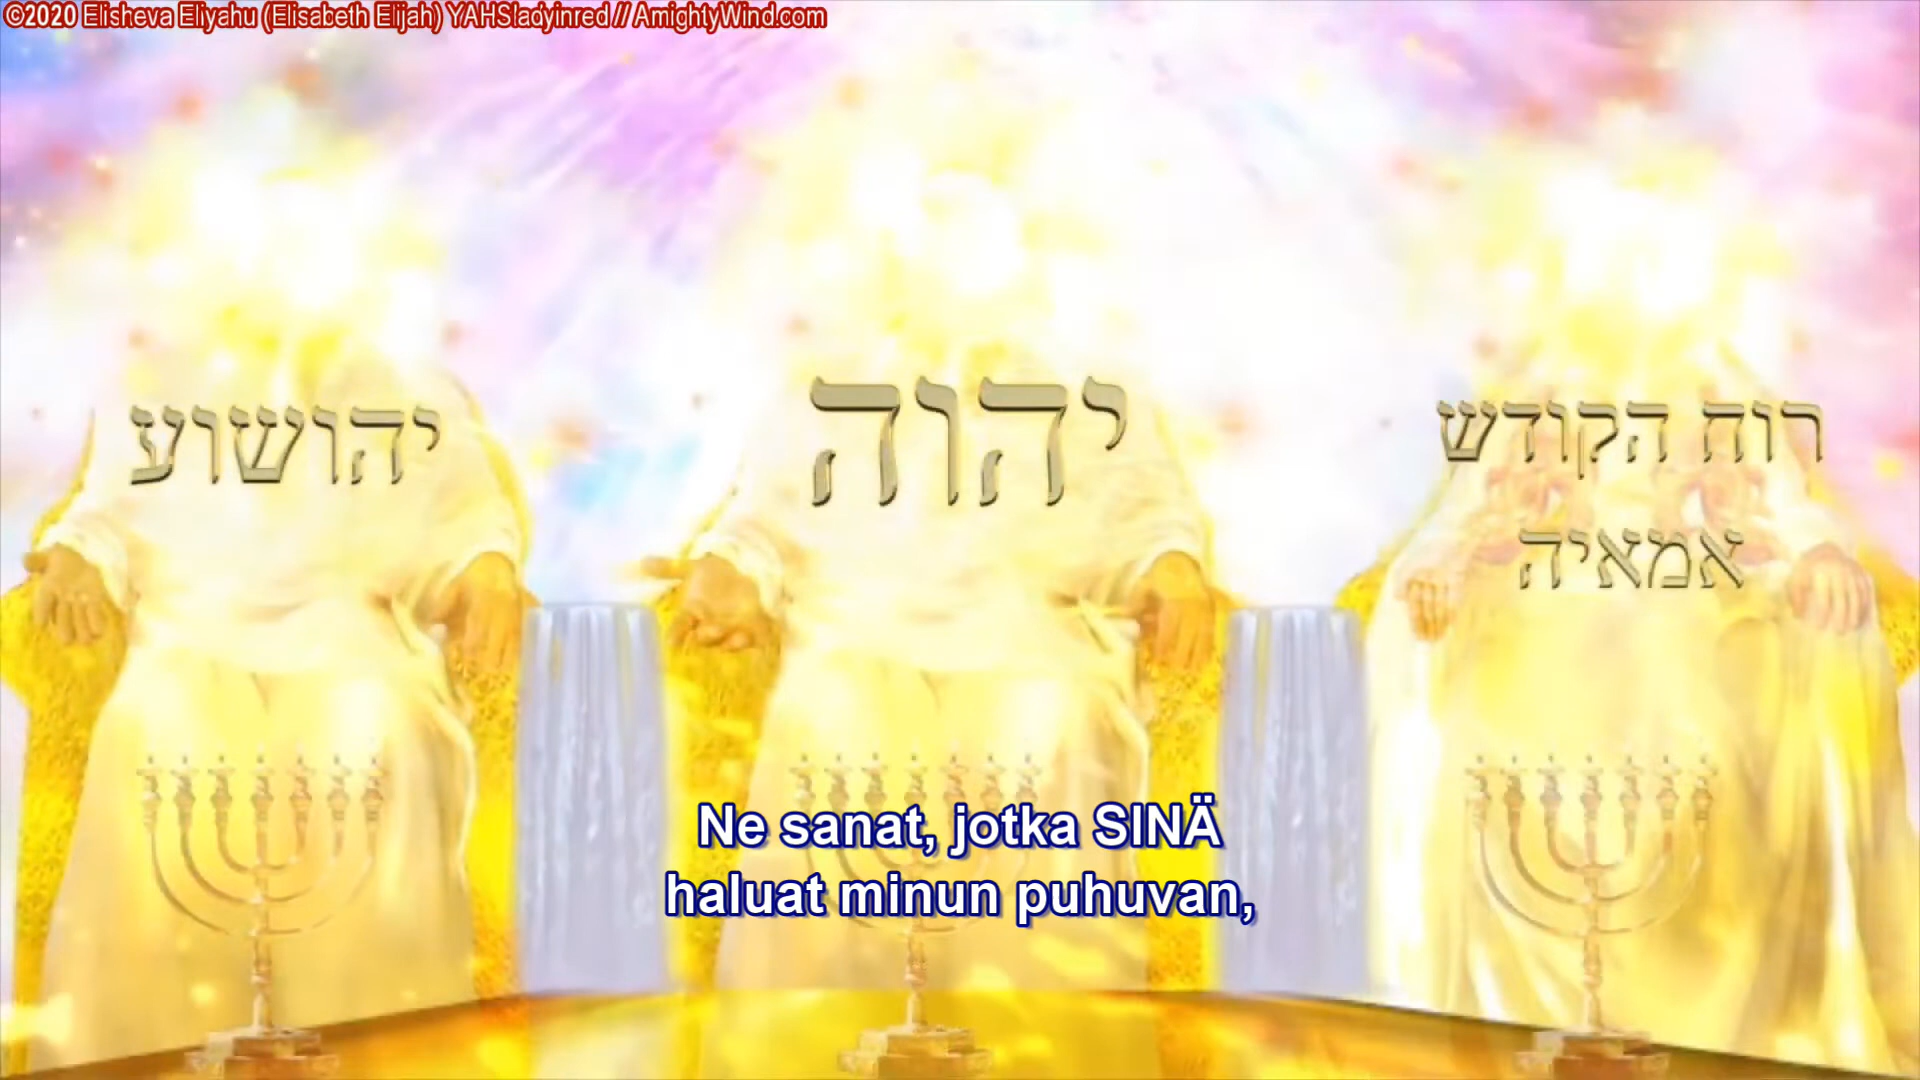 ©2020 Elisheva Eliyahu (Elisabeth Elijah) YAHSladyinred // AmightyWind.com
יהושוע
יהוה
רוח הקודש
אמאיה
Ne sanat, jotka SINÄ
haluat minun puhuvan,